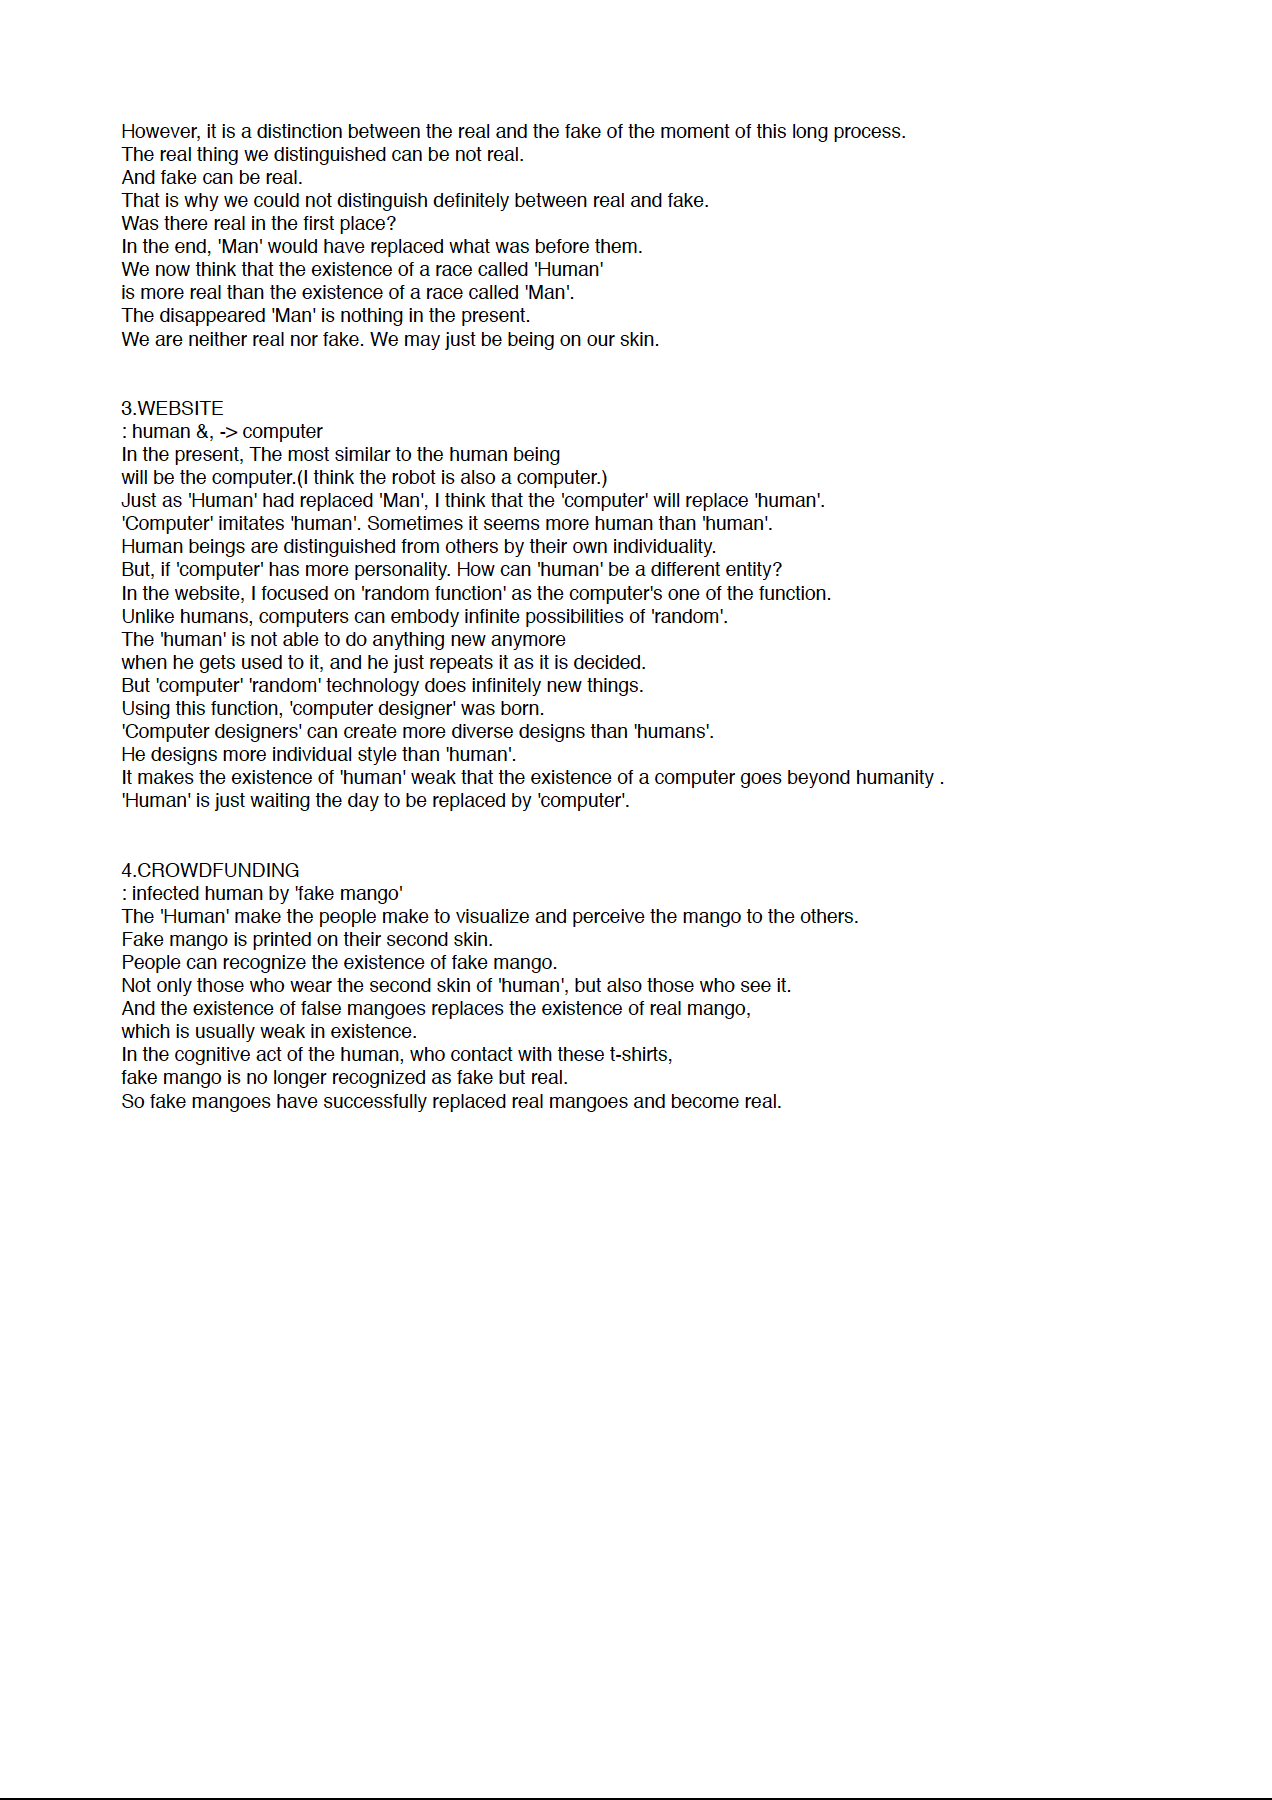 However, it is a distinction between the real and the fake of the moment of this long process.
The real thing we distinguished can be not real.
And fake can be real.
That is why we could not distinguish definitely between real and fake.
Was there real in the first place?
In the end, 'Man' would have replaced what was before them.
We now think that the existence of a race called 'Human'
is more real than the existence of a race called 'Man'.
The disappeared 'Man' is nothing in the present.
We are neither real nor fake. We may just be being on our skin.
3.WEBSITE
: human &, -> computer
In the present, The most similar to the human being
will be the computer.(I think the robot is also a computer.)
Just as 'Human' had replaced 'Man', I think that the 'computer' will replace 'human'.
'Computer' imitates 'human'. Sometimes it seems more human than 'human'.
Human beings are distinguished from others by their own individuality.
But, if 'computer' has more personality. How can 'human' be a different entity?
In the website, I focused on 'random function' as the computer's one of the function.
Unlike humans, computers can embody infinite possibilities of 'random'.
The 'human' is not able to do anything new anymore
when he gets used to it, and he just repeats it as it is decided.
But 'computer' 'random' technology does infinitely new things.
Using this function, 'computer designer' was born.
'Computer designers' can create more diverse designs than 'humans'.
He designs more individual style than 'human'.
It makes the existence of 'human' weak that the existence of a computer goes beyond humanity .
'Human' is just waiting the day to be replaced by 'computer'.
4.CROWDFUNDING
: infected human by 'fake mango'
The 'Human' make the people make to visualize and perceive the mango to the others.
Fake mango is printed on their second skin.
People can recognize the existence of fake mango.
Not only those who wear the second skin of 'human', but also those who see it.
And the existence of false mangoes replaces the existence of real mango,
which is usually weak in existence.
In the cognitive act of the human, who contact with these t-shirts,
fake mango is no longer recognized as fake but real.
So fake mangoes have successfully replaced real mangoes and become real.